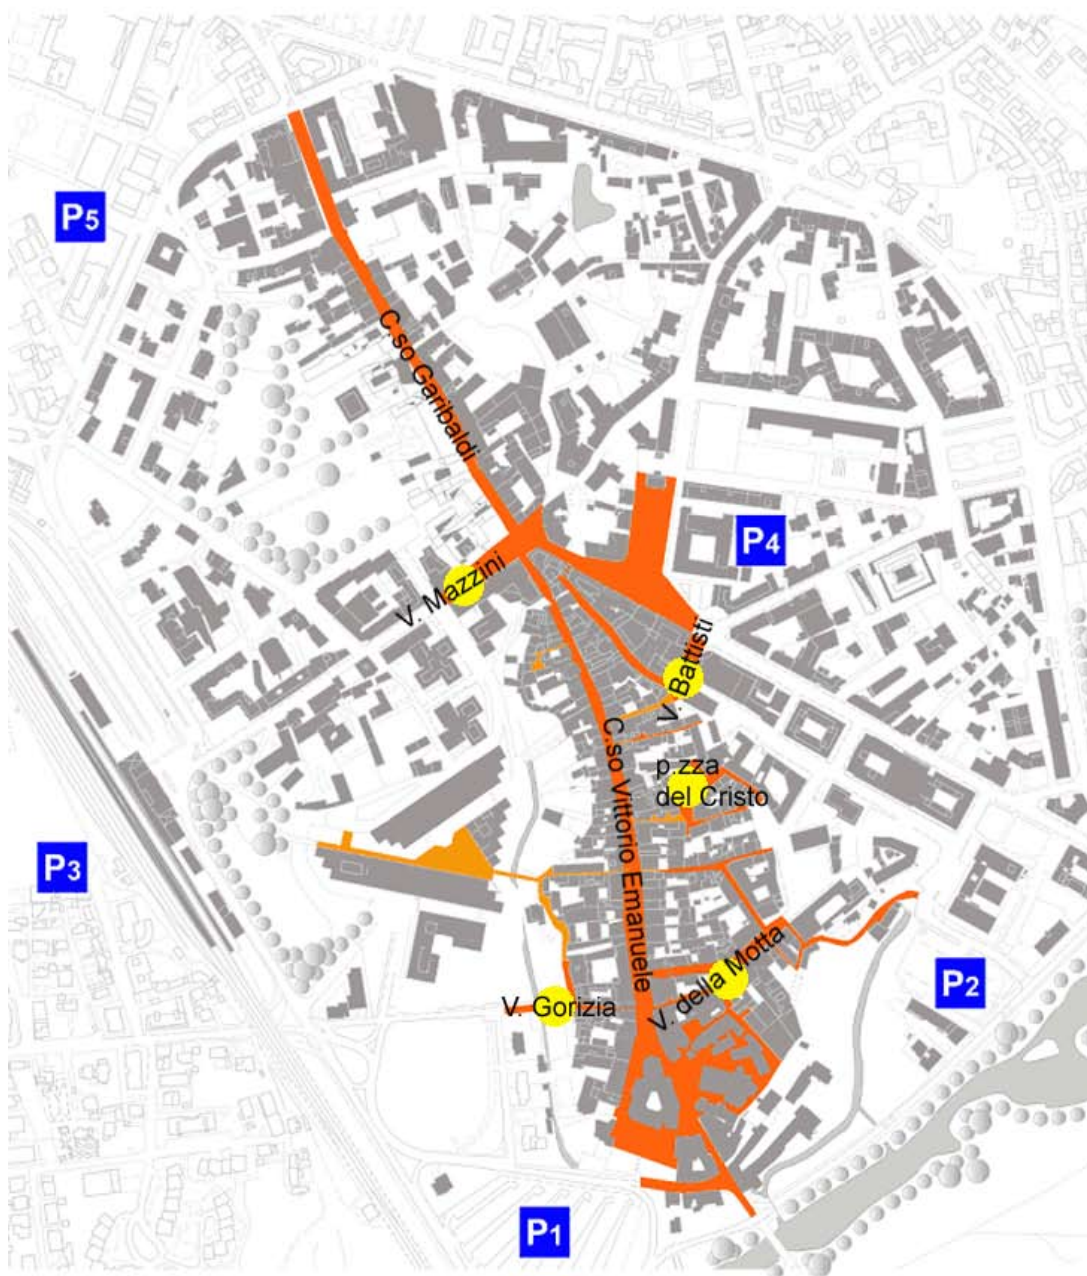 P5
C.so Garibaldi
P4
V. Mazzini
V. Battisti
C.so Vittorio Emanuele
p.zza
del Cristo
P3
V. della Motta
P2
V. Gorizia
P1